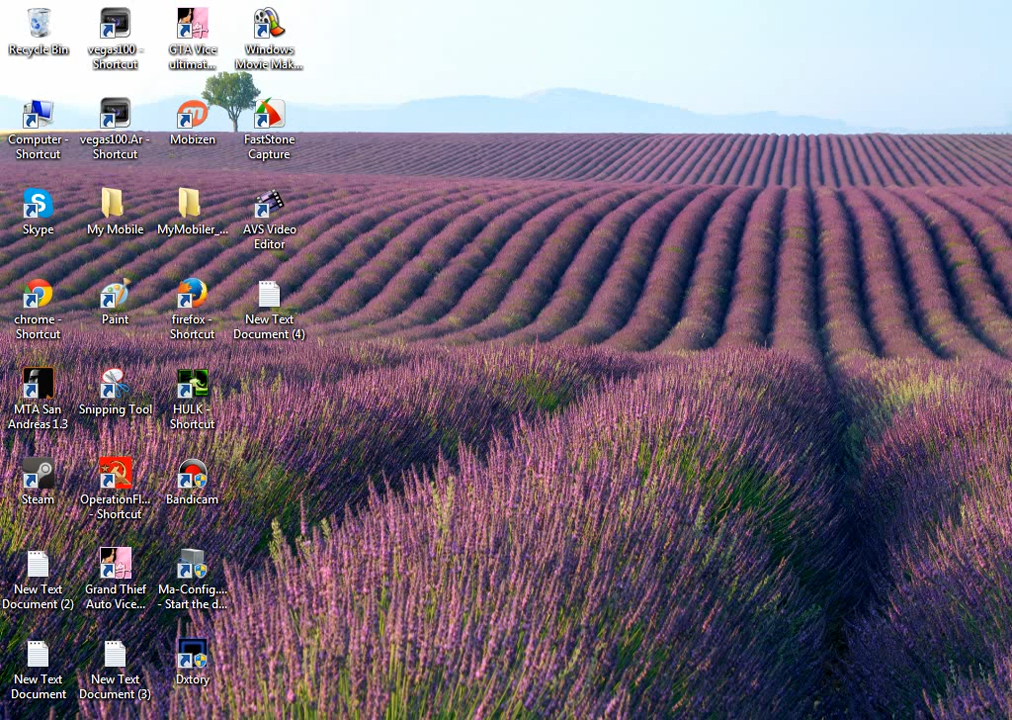 Recycle Bin
vegas100 -
Shortcut
GTA Vice
ultimat...
Windows
Movie Mak...
Computer -
Shortcut
vegas100.Ar -
Shortcut
Mobizen
FastStone
Capture
Skype
My Mobile
MyMobiler_...
AVS Video
Editor
chrome -
Shortcut
Paint
firefox -
Shortcut
New Text
Document (4)
MTA San
Andreas 1.3
Snipping Tool
HULK -
Shortcut
Steam
OperationFl...
- Shortcut
Bandicam
New Text
Document (2)
Grand Thief
Auto Vice...
Ma-Config....
- Start the d...
New Text
Document
New Text
Document (3)
Dxtory